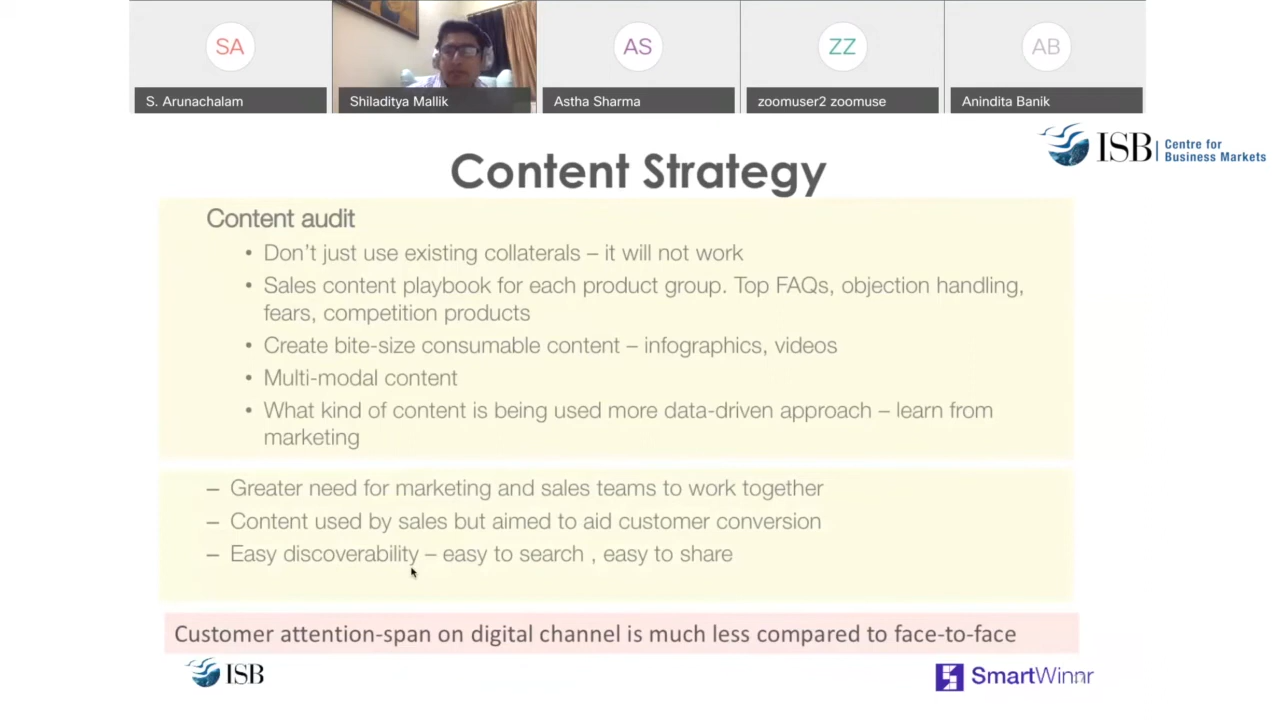 SA
AS
ZZ
AB
S. Arunachalam
Shiladitya Mallik
Astha Sharma
zoomuser2 zoomuse
Anindita Banik
ISB
Centre for
Business Markets
Content Strategy
Content audit
• Don't just use existing collaterals – it will not work
• Sales content playbook for each product group. Top FAQs, objection handling,
fears, competition products
• Create bite-size consumable content – infographics, videos
• Multi-modal content
• What kind of content is being used more data-driven approach – learn from
marketing
– Greater need for marketing and sales teams to work together
– Content used by sales but aimed to aid customer conversion
– Easy discoverability – easy to search , easy to share
Customer attention-span on digital channel is much less compared to face-to-face
ISB
SmartWinnr